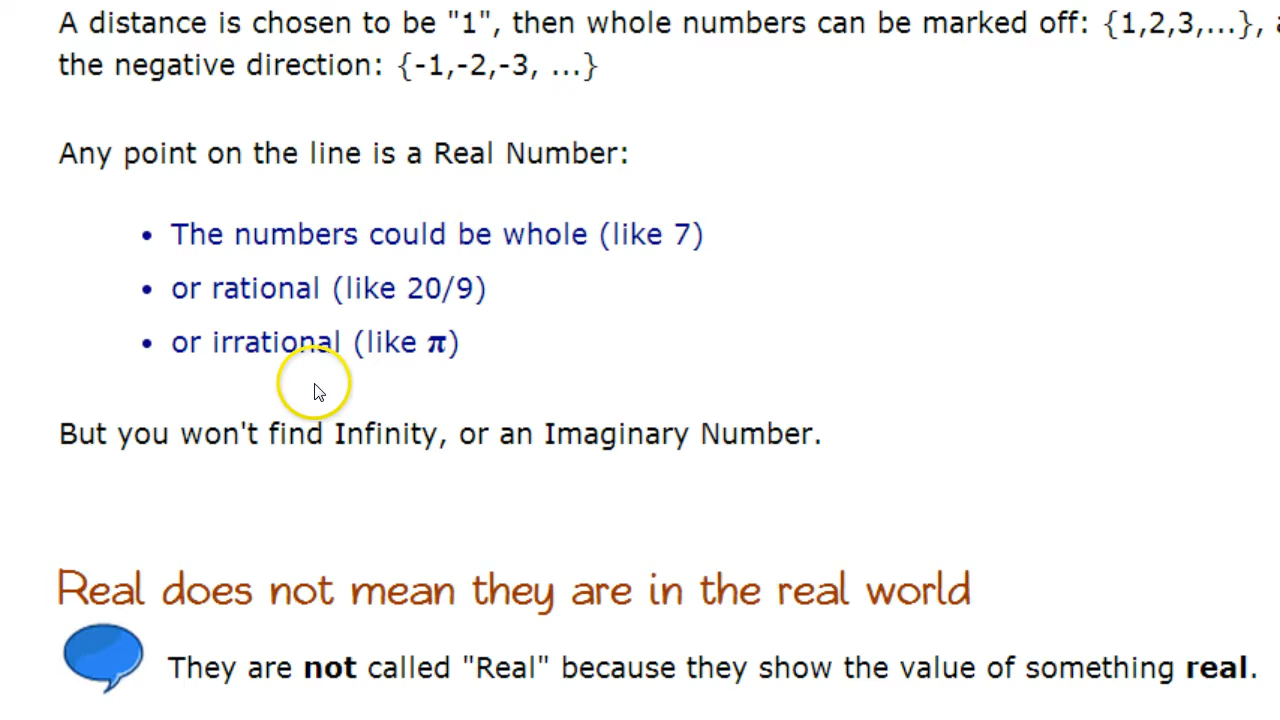 A distance is chosen to be "1", then whole numbers can be marked off: {1,2,3,...},
the negative direction: {-1,-2,-3, ...}
Any point on the line is a Real Number:
• The numbers could be whole (like 7)
• or rational (like 20/9)
• or irrational (like π)
But you won't find Infinity, or an Imaginary Number.
Real does not mean they are in the real world
They are not called "Real" because they show the value of something real.